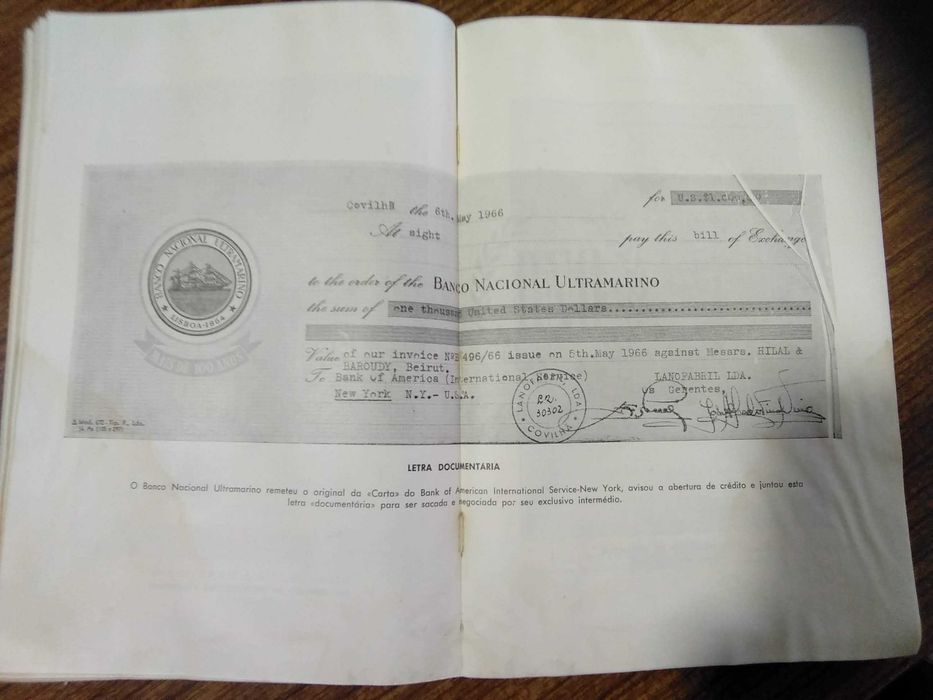 Covilhã the 6th. May 1966
for U.S.$1.000,00
At sight
pay this bill of Exchange
to the order of the BANCO NACIONAL ULTRAMARINO
the sum of one thousand United States Dollars
BANCO NACIONAL ULTRAMARINO
LISBOA-1864
MAIS DE 100 ANOS
Value of our invoice 496/66 issue on 5th.May 1966 against Messrs. HILAL &
BAROUDY, Beirut.
To Bank of America (International Service)
LANOFABRIL LDA.
Os Gerentes,
New York N.Y.- U.S.A.
LANOFABRIL, LDA
30302
COVILHÃ
LETRA DOCUMENTARIA
O Banco Nacional Ultramarino remeteu o original da «Carta» do Bank of American International Service-New York, avisou a abertura de crédito e juntou esta
letra «documentária» para ser sacada e negociada por seu exclusivo intermédio.